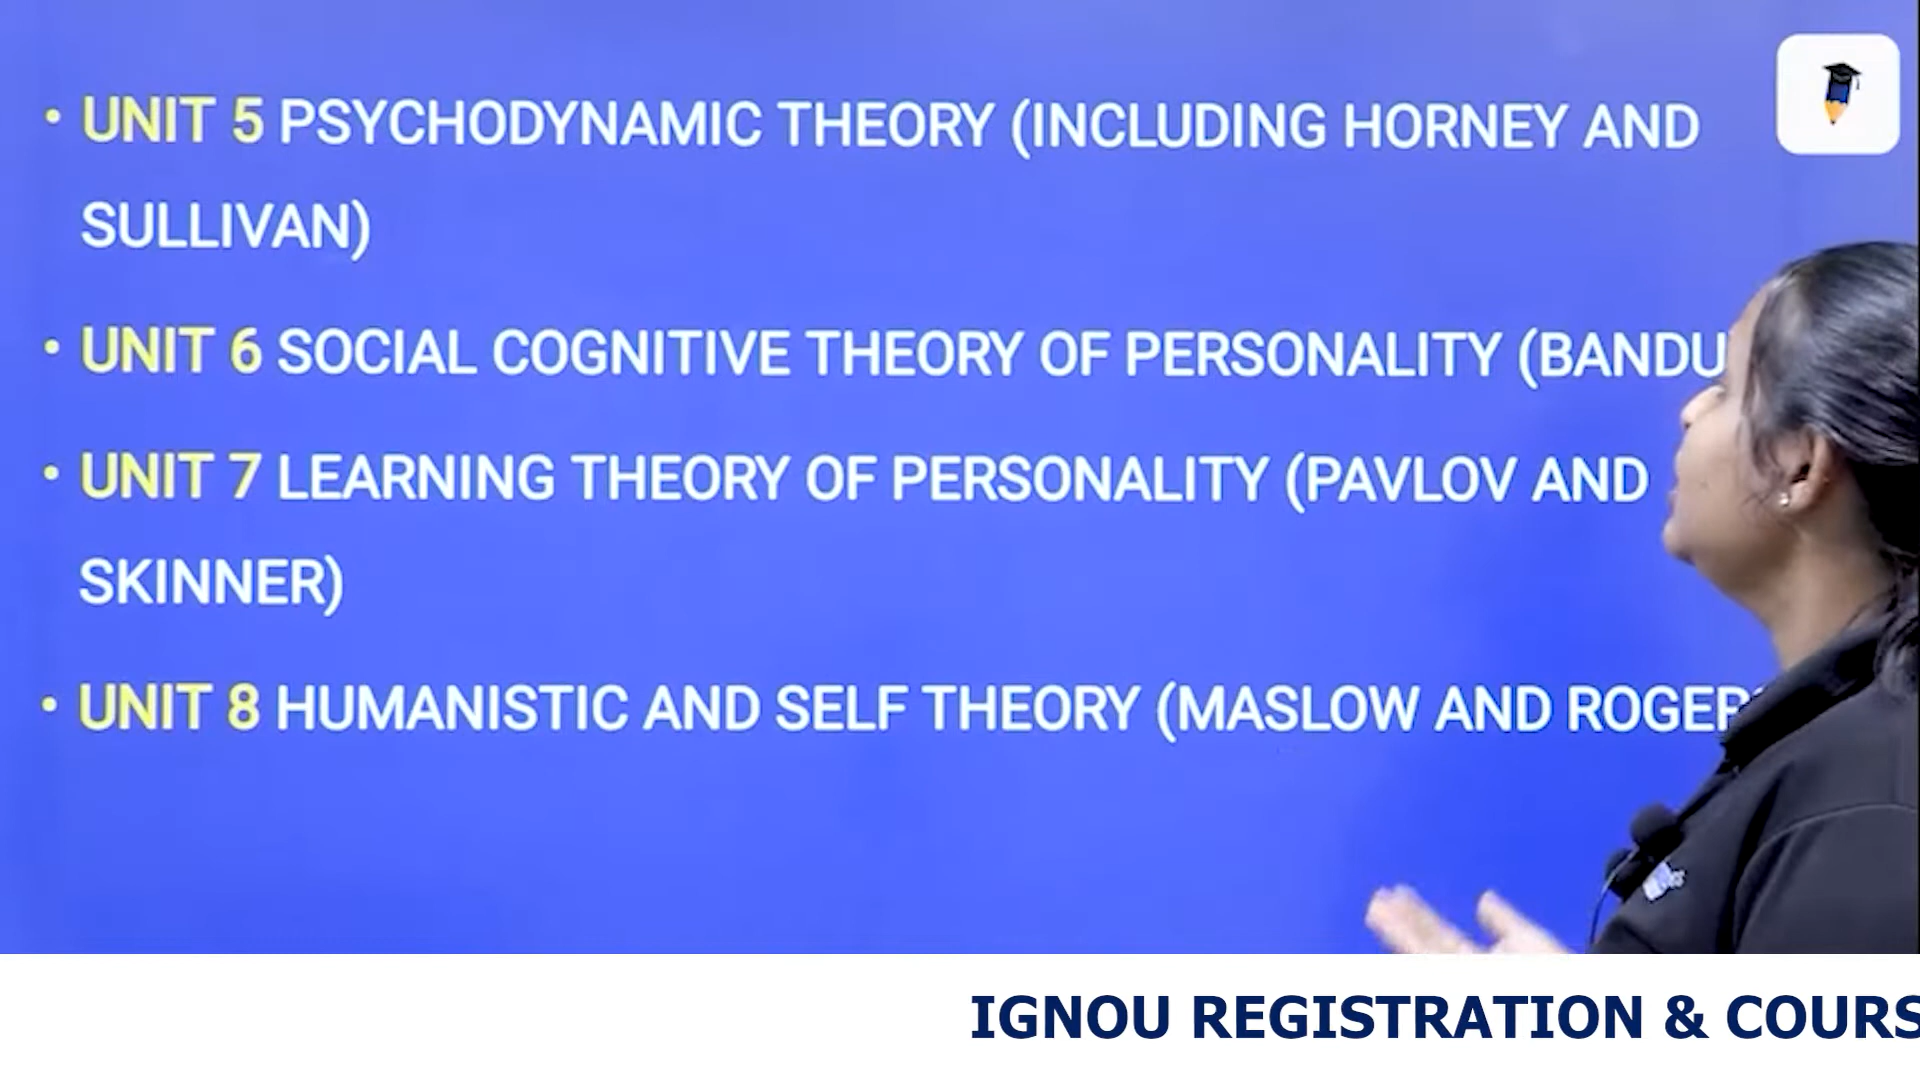 • UNIT 5 PSYCHODYNAMIC THEORY (INCLUDING HORNEY AND
SULLIVAN)
• UNIT 6 SOCIAL COGNITIVE THEORY OF PERSONALITY (BANDU
• UNIT 7 LEARNING THEORY OF PERSONALITY (PAVLOV AND
SKINNER)
• UNIT 8 HUMANISTIC AND SELF THEORY (MASLOW AND ROGERS
IGNOU REGISTRATION & COURS